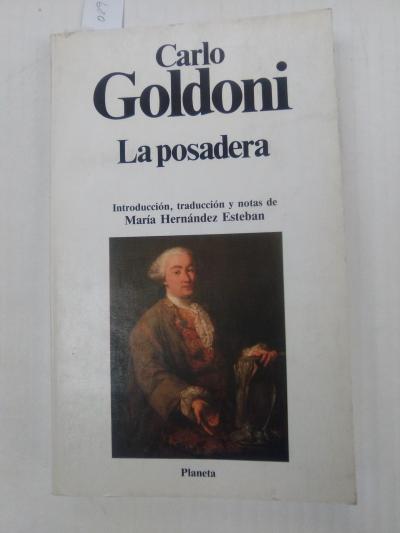 Carlo
Goldoni
La posadera
Introducción, traducción y notas de
María Hernández Esteban
Planeta